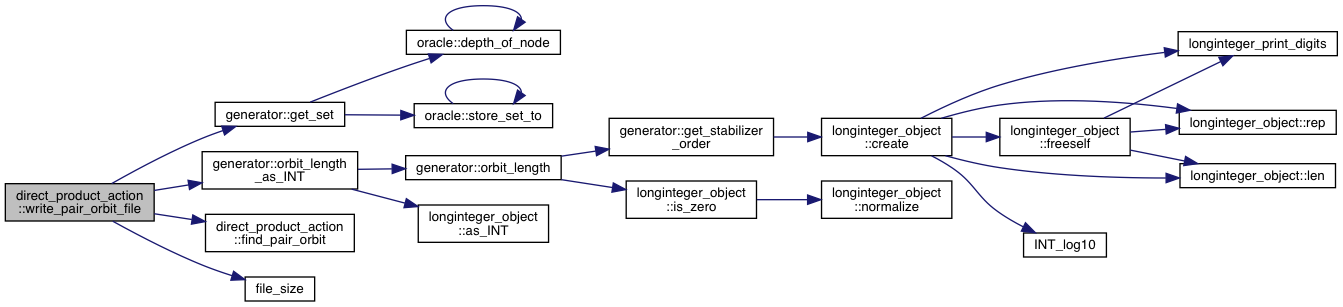 direct_product_action
::write_pair_orbit_file
generator::get_set
oracle::depth_of_node
oracle::store_set_to
generator::orbit_length
_as_INT
generator::orbit_length
generator::get_stabilizer
_order
longinteger_object
::create
longinteger_print_digits
longinteger_object::rep
longinteger_object
::freeself
longinteger_object::len
INT_log10
longinteger_object
::is_zero
longinteger_object
::normalize
longinteger_object
::as_INT
direct_product_action
::find_pair_orbit
file_size